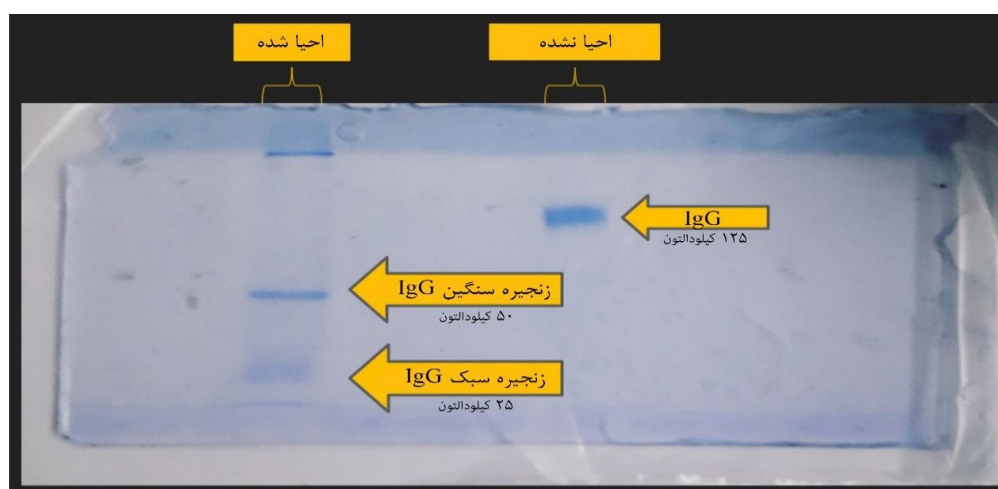 احیا شده
احیا نشده
IgG
۱۲۵ کیلودالتون
زنجیره سنگین IgG
۵۰ کیلودالتون
زنجیره سبک IgG
۲۵ کیلودالتون